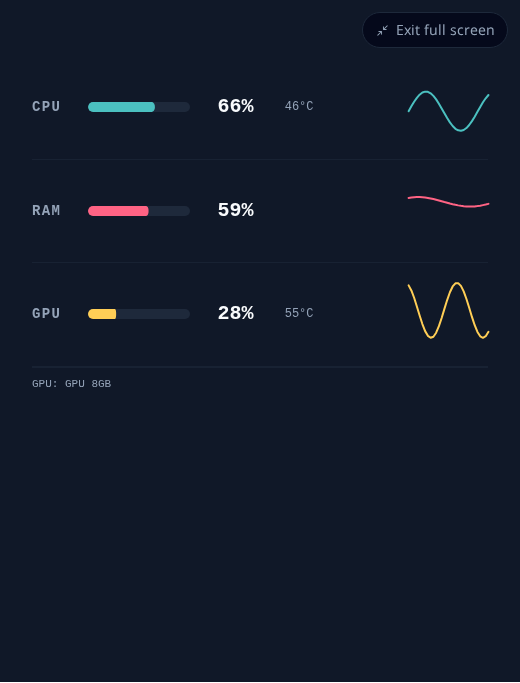 Exit full screen
CPU 66% 46°C
RAM 59%
GPU 28% 55°C
GPU: GPU 8GB